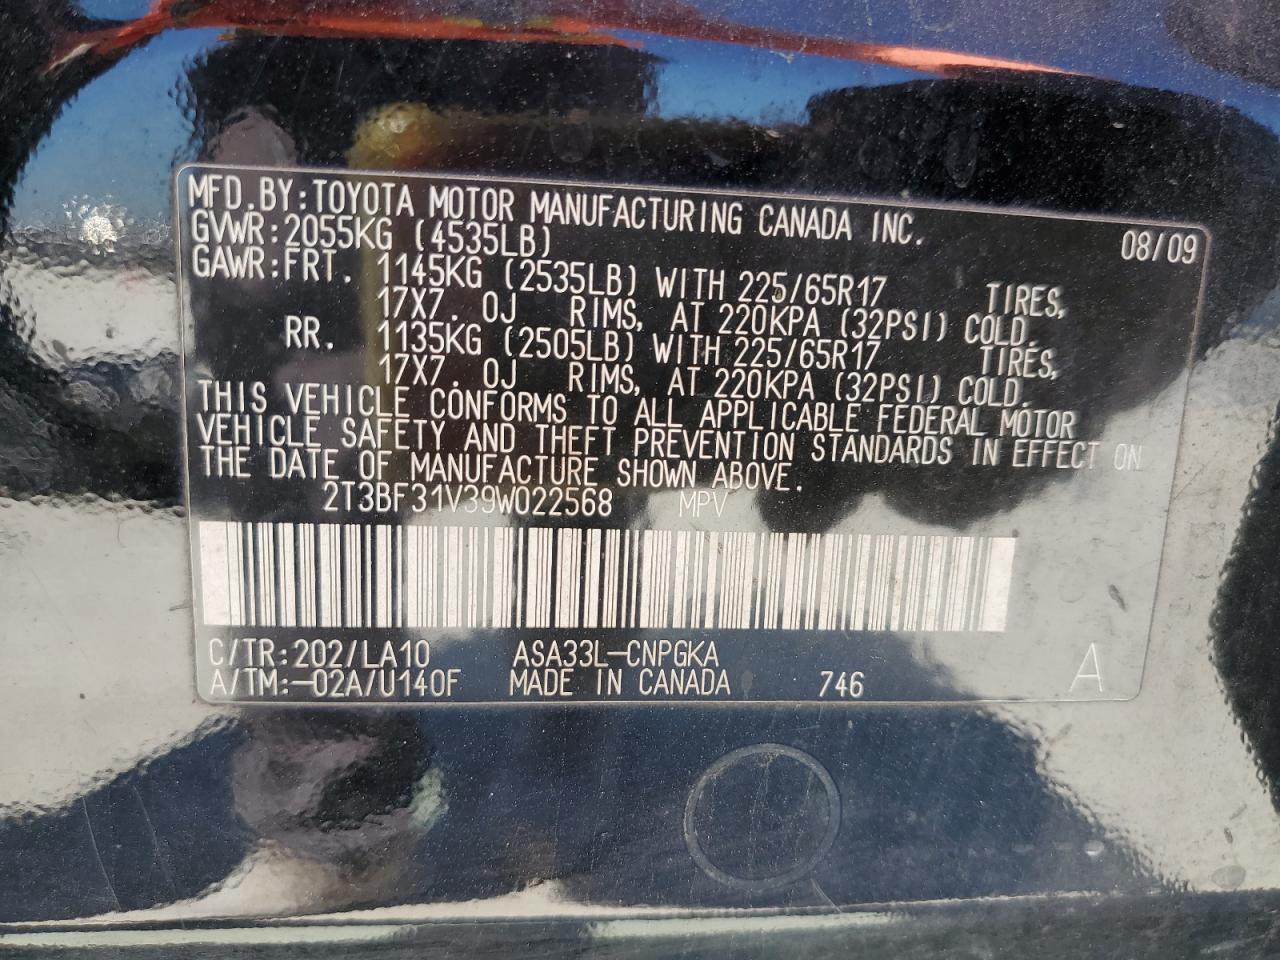 MFD.BY:TOYOTA MOTOR MANUFACTURING CANADA INC.
GVWR:2055KG (4535LB) 08/09
GAWR:FRT. 1145KG (2535LB) WITH 225/65R17 TIRES,
17X7.0J RIMS, AT 220KPA (32PSI) COLD.
RR. 1135KG (2505LB) WITH 225/65R17 TIRES,
17X7.0J RIMS, AT 220KPA (32PSI) COLD.
THIS VEHICLE CONFORMS TO ALL APPLICABLE FEDERAL MOTOR
VEHICLE SAFETY AND THEFT PREVENTION STANDARDS IN EFFECT ON
THE DATE OF MANUFACTURE SHOWN ABOVE.
2T3BF31V39W022568 MPV
C/TR:202/LA10 ASA33L-CNPGKA
A/TM:-02A/U140F MADE IN CANADA 746 A